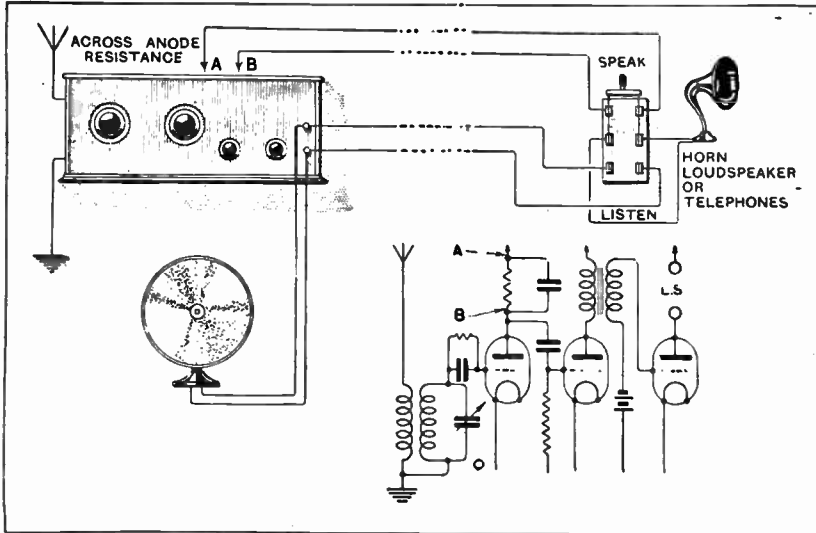 ACROSS ANODE
RESISTANCE
A B
SPEAK
HORN
LOUDSPEAKER
OR
TELEPHONES
LISTEN
A
B
L.S